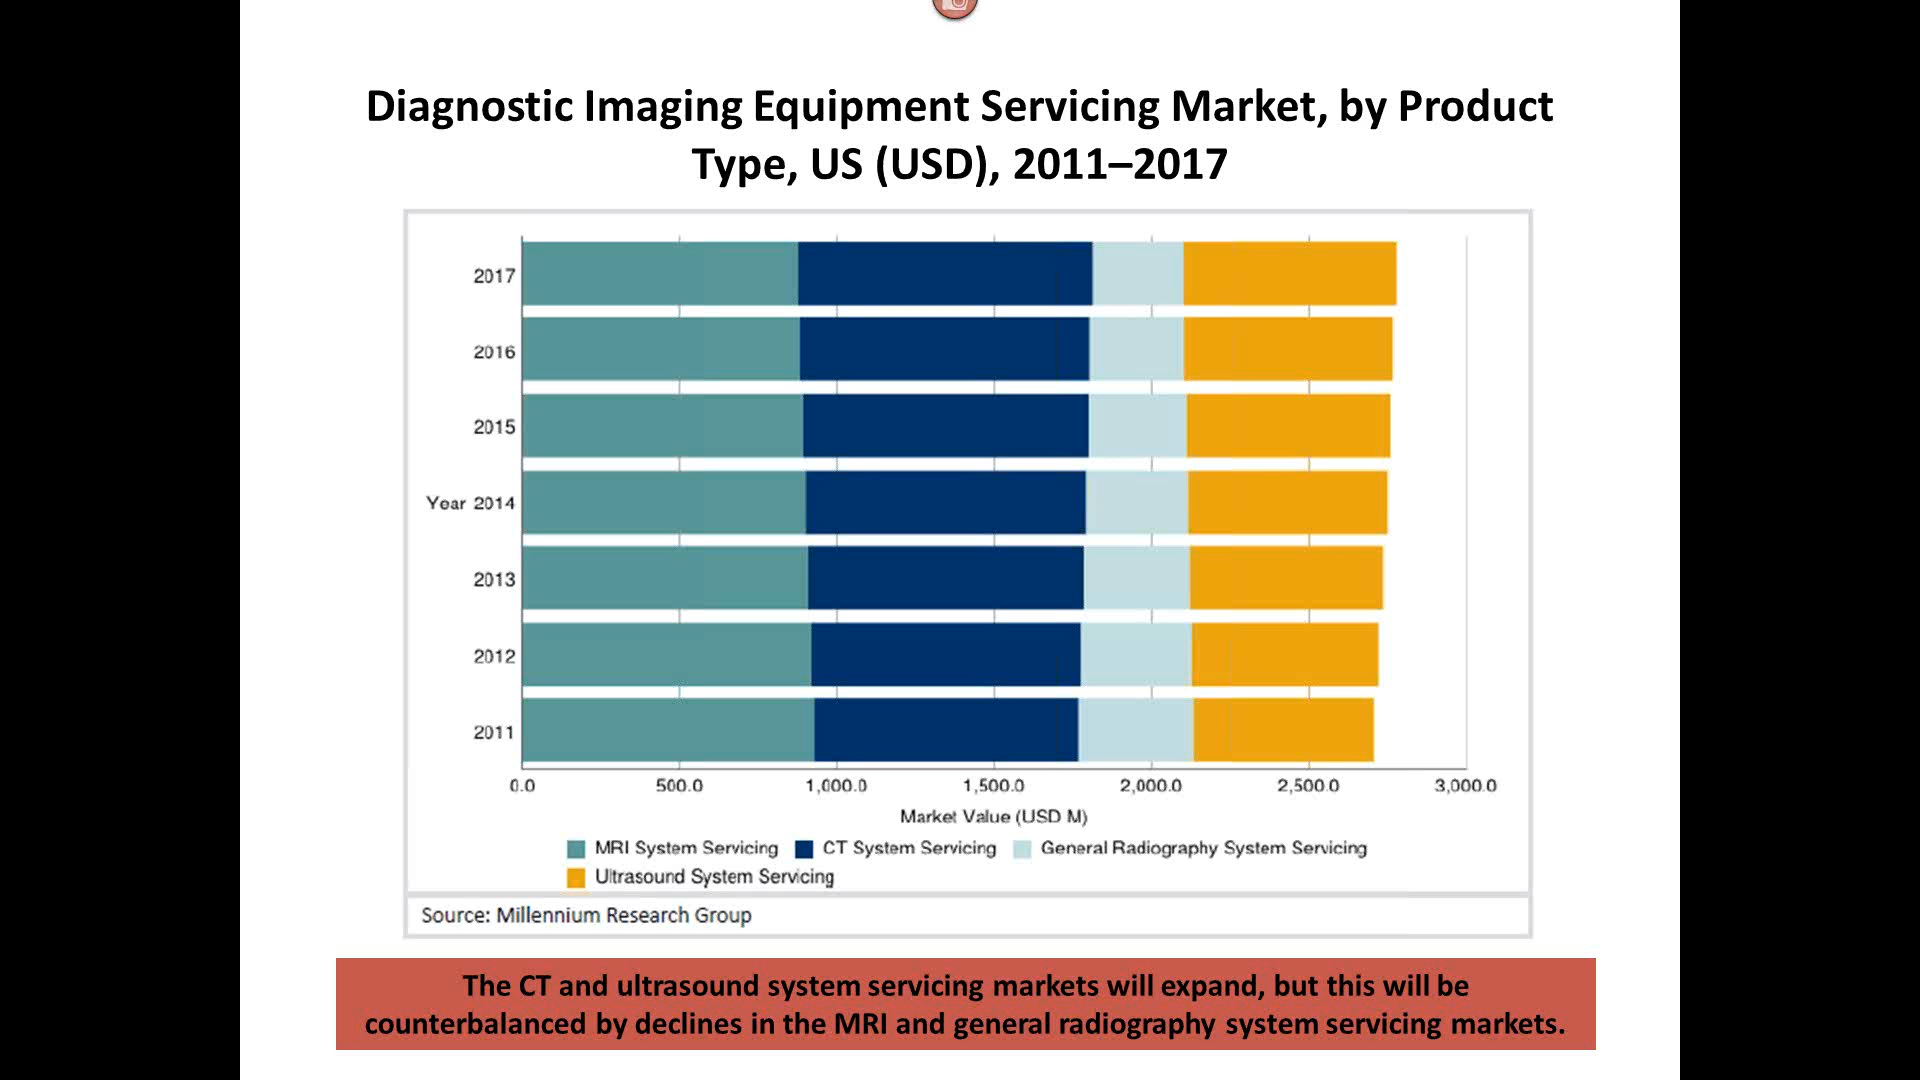 Diagnostic Imaging Equipment Servicing Market, by Product
Type, US (USD), 2011–2017
2017
2016
2015
Year 2014
2013
2012
2011
0.0 500.0 1,000.0 1,500.0 2,000.0 2,500.0 3,000.0
Market Value (USD M)
MRI System Servicing CT System Servicing General Radiography System Servicing
Ultrasound System Servicing
Source: Millennium Research Group
The CT and ultrasound system servicing markets will expand, but this will be
counterbalanced by declines in the MRI and general radiography system servicing markets.